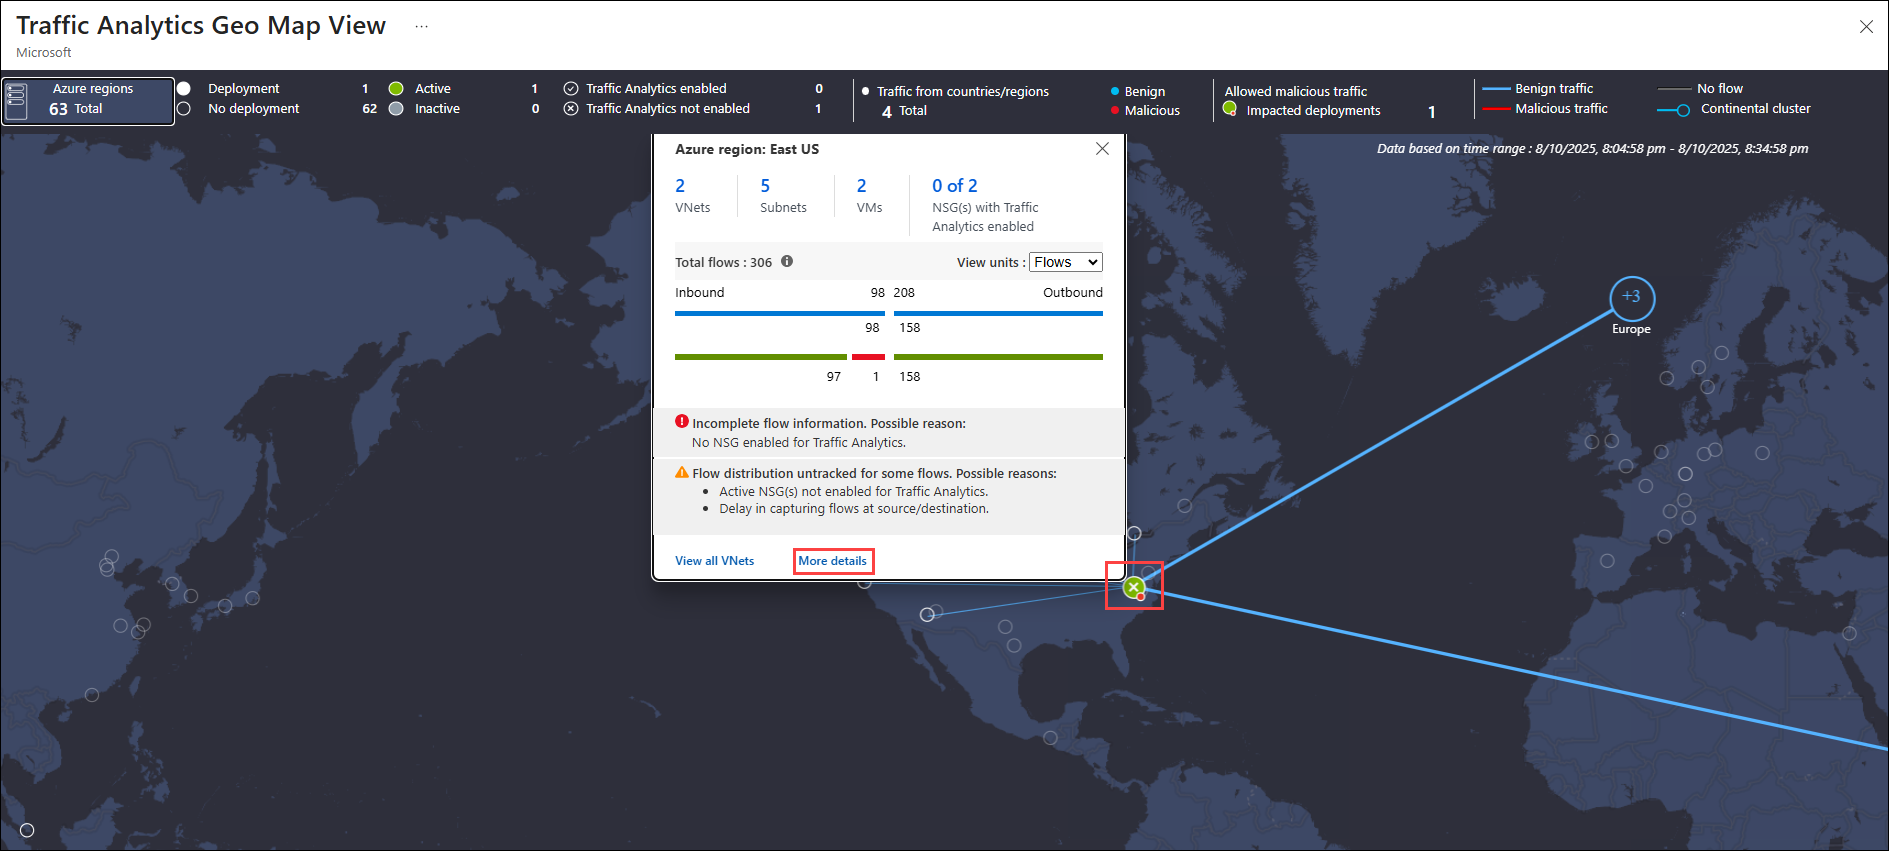 Traffic Analytics Geo Map View ...
Microsoft
Azure regions
63 Total
Deployment 1
No deployment 62
Active 1
Inactive 0
Traffic Analytics enabled 0
Traffic Analytics not enabled 1
Traffic from countries/regions
4 Total
Benign
Malicious
Allowed malicious traffic
Impacted deployments 1
Benign traffic
Malicious traffic
No flow
Continental cluster
Data based on time range : 8/10/2025, 8:04:58 pm - 8/10/2025, 8:34:58 pm
Azure region: East US
2
VNets
5
Subnets
2
VMs
0 of 2
NSG(s) with Traffic
Analytics enabled
Total flows : 306
View units : Flows
Inbound 98 208 Outbound
98 158
97 1 158
Incomplete flow information. Possible reason:
No NSG enabled for Traffic Analytics.
Flow distribution untracked for some flows. Possible reasons:
• Active NSG(s) not enabled for Traffic Analytics.
• Delay in capturing flows at source/destination.
View all VNets More details
+3
Europe